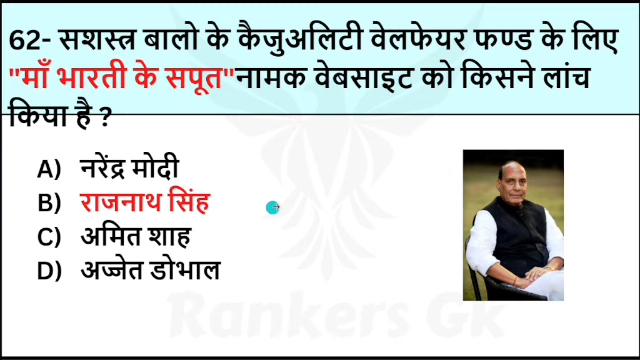 62- सशस्त्र बालो के कैजुअलिटी वेलफेयर फण्ड के लिए
"माँ भारती के सपूत"नामक वेबसाइट को किसने लांच
किया है ?
A) नरेंद्र मोदी
B) राजनाथ सिंह
C) अमित शाह
D) अज्जेत डोभाल
Rankers Gk